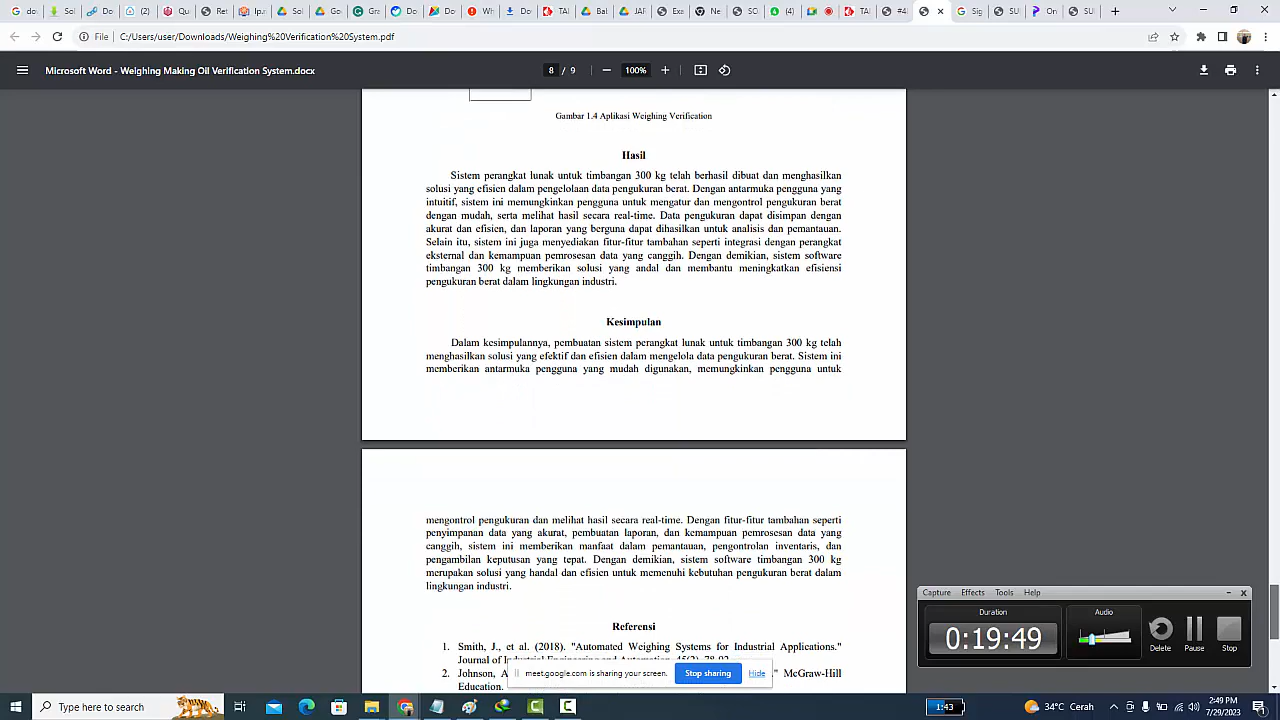 File
C:/Users/user/Downloads/Weighing%20Verification%20System.pdf
Microsoft Word - Weighing Making Oil Verification System.docx
8 / 9
100%
Gambar 1.4 Aplikasi Weighing Verification
Hasil
Sistem perangkat lunak untuk timbangan 300 kg telah berhasil dibuat dan menghasilkan
solusi yang efisien dalam pengelolaan data pengukuran berat. Dengan antarmuka pengguna yang
intuitif, sistem ini memungkinkan pengguna untuk mengatur dan mengontrol pengukuran berat
dengan mudah, serta melihat hasil secara real-time. Data pengukuran dapat disimpan dengan
akurat dan efisien, dan laporan yang berguna dapat dihasilkan untuk analisis dan pemantauan.
Selain itu, sistem ini juga menyediakan fitur-fitur tambahan seperti integrasi dengan perangkat
eksternal dan kemampuan pemrosesan data yang canggih. Dengan demikian, sistem software
timbangan 300 kg memberikan solusi yang andal dan membantu meningkatkan efisiensi
pengukuran berat dalam lingkungan industri.
Kesimpulan
Dalam kesimpulannya, pembuatan sistem perangkat lunak untuk timbangan 300 kg telah
menghasilkan solusi yang efektif dan efisien dalam mengelola data pengukuran berat. Sistem ini
memberikan antarmuka pengguna yang mudah digunakan, memungkinkan pengguna untuk
mengontrol pengukuran dan melihat hasil secara real-time. Dengan fitur-fitur tambahan seperti
penyimpanan data yang akurat, pembuatan laporan, dan kemampuan pemrosesan data yang
canggih, sistem ini memberikan manfaat dalam pemantauan, pengontrolan inventaris, dan
pengambilan keputusan yang tepat. Dengan demikian, sistem software timbangan 300 kg
merupakan solusi yang handal dan efisien untuk memenuhi kebutuhan pengukuran berat dalam
lingkungan industri.
Referensi
1. Smith, J., et al. (2018). "Automated Weighing Systems for Industrial Applications."
Journal of
2. Johnson, A
" McGraw-Hill
Education.
meet.google.com is sharing your screen.
Stop sharing
Hide
Capture Effects Tools Help
Duration
0:19:49
Audio
Delete
Pause
Stop
Type here to search
1:43
34°C Cerah
2:49 PM
7/29/2023